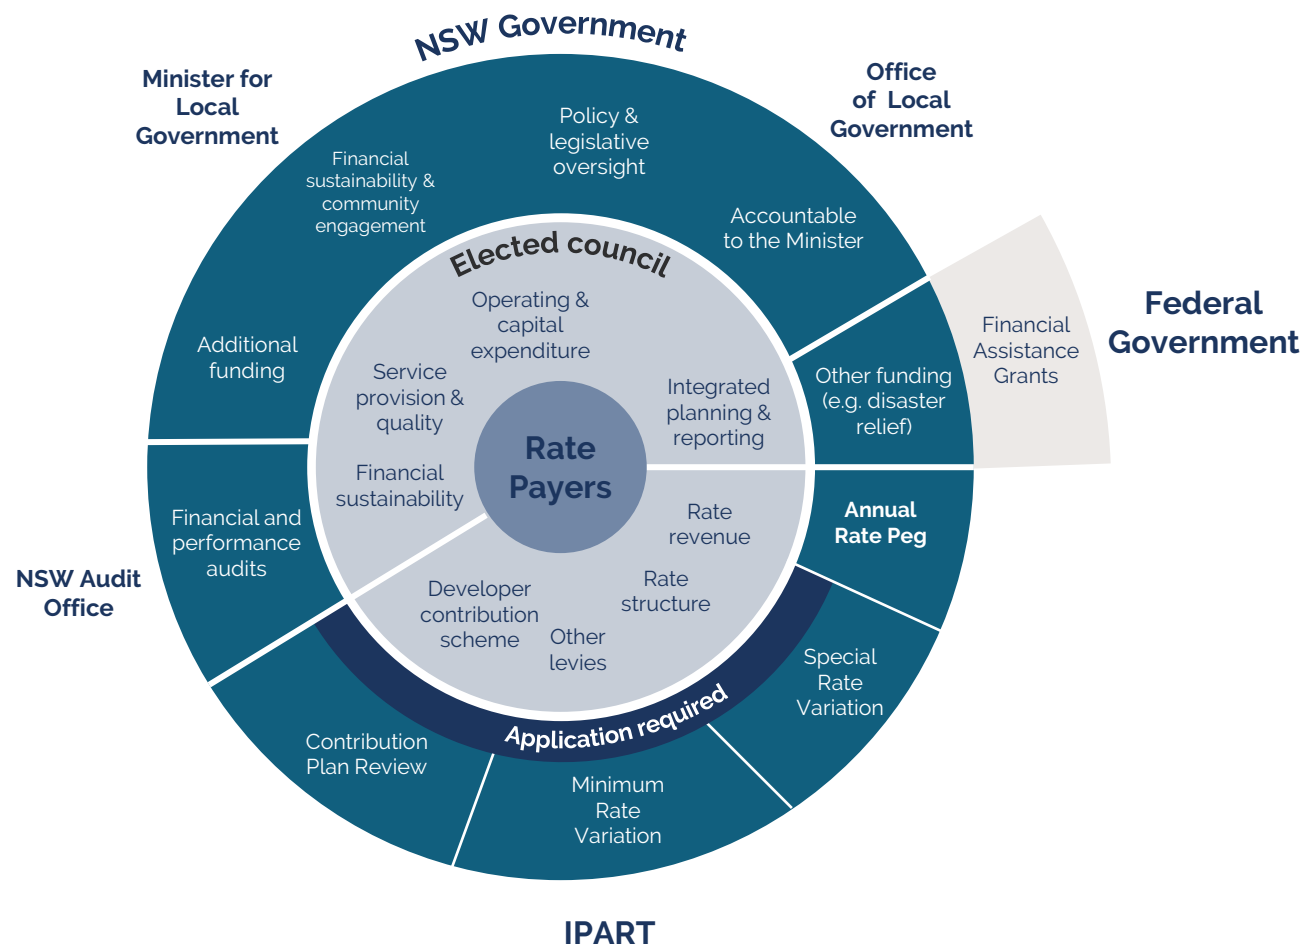 NSW Government
Minister for
Local
Government
Office
of Local
Government
Policy &
legislative
oversight
Financial
sustainability &
community
engagement
Accountable
to the Minister
Additional
funding
Elected council
Operating &
capital
expenditure
Service
provision &
quality
Integrated
planning &
reporting
Financial
sustainability
Rate
Payers
Other funding
(e.g. disaster
relief)
Financial
Assistance
Grants
Federal
Government
Financial and
performance
audits
NSW Audit
Office
Rate
revenue
Rate
structure
Developer
contribution
scheme
Other
levies
Annual
Rate Peg
Application required
Special
Rate
Variation
Contribution
Plan Review
Minimum
Rate
Variation
IPART